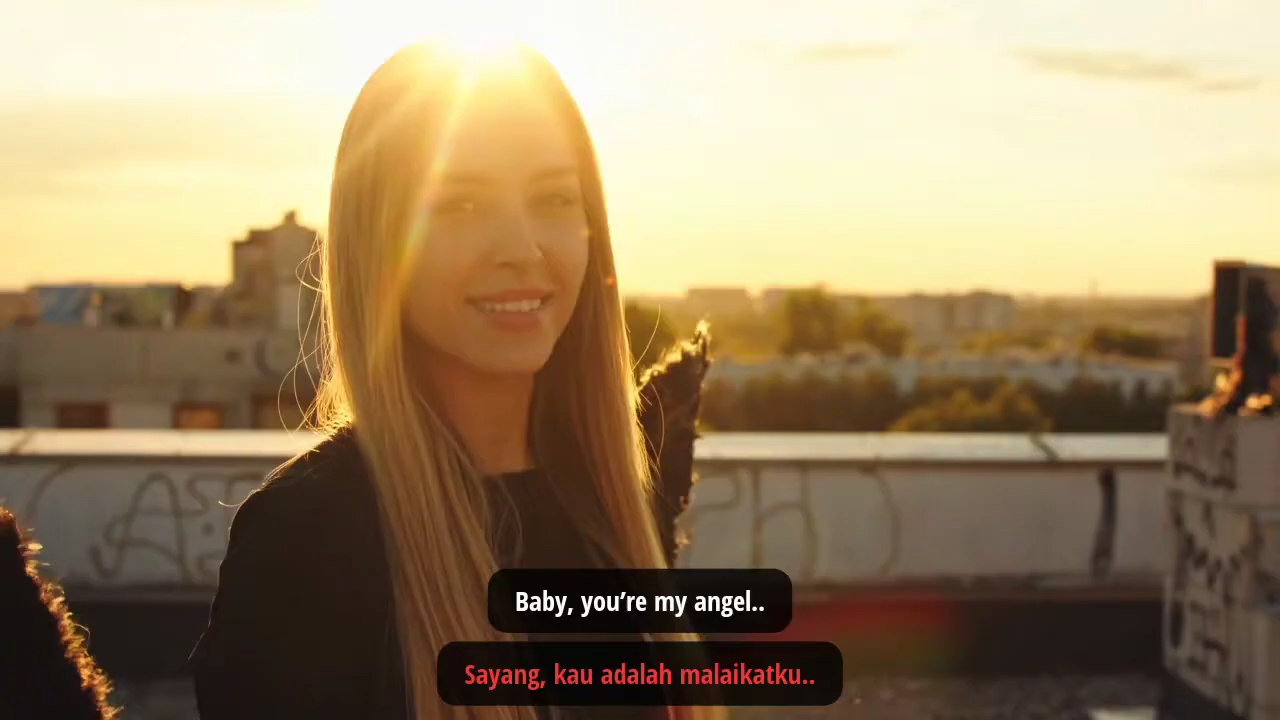 Baby, you’re my angel..
Sayang, kau adalah malaikatku..